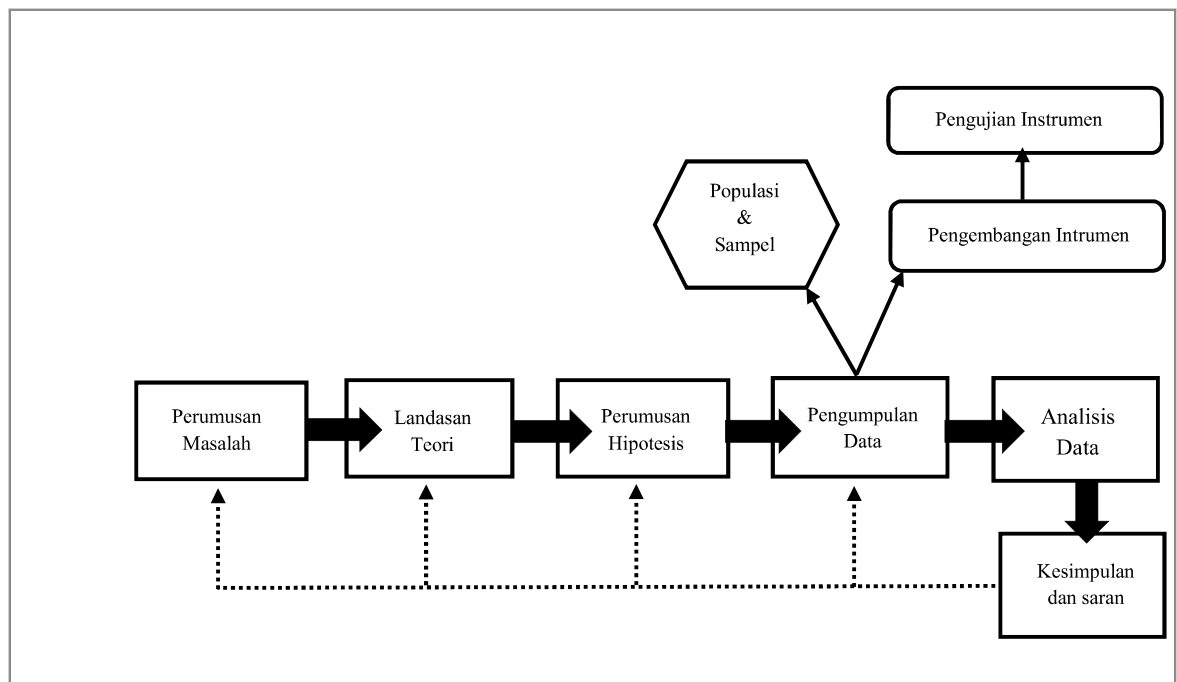 Pengujian Instrumen
Populasi
&
Sampel
Pengembangan Intrumen
Perumusan
Masalah
Landasan
Teori
Perumusan
Hipotesis
Pengumpulan
Data
Analisis
Data
Kesimpulan
dan saran